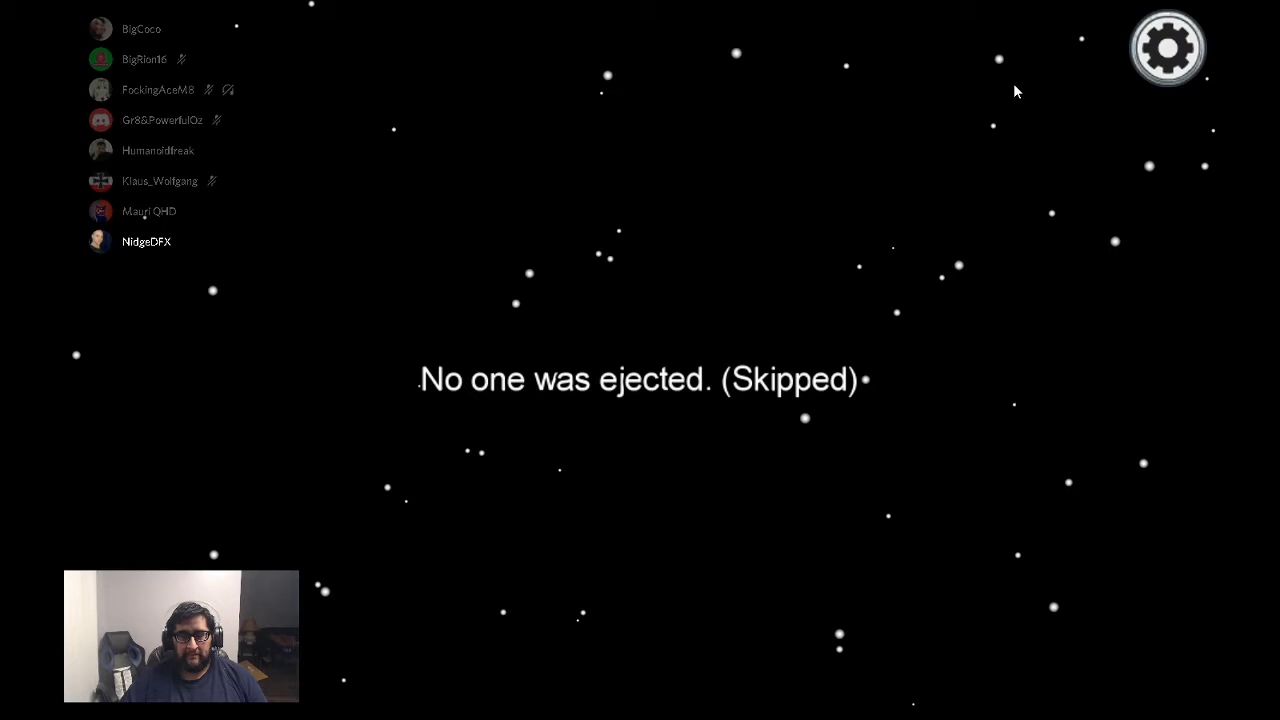 BigCoco
BigRion16
FockingAceM8
Gr8&PowerfulOz
Humanoidfreak
Klaus_Wolfgang
Mauri QHD
NidgeDFX
No one was ejected. (Skipped)